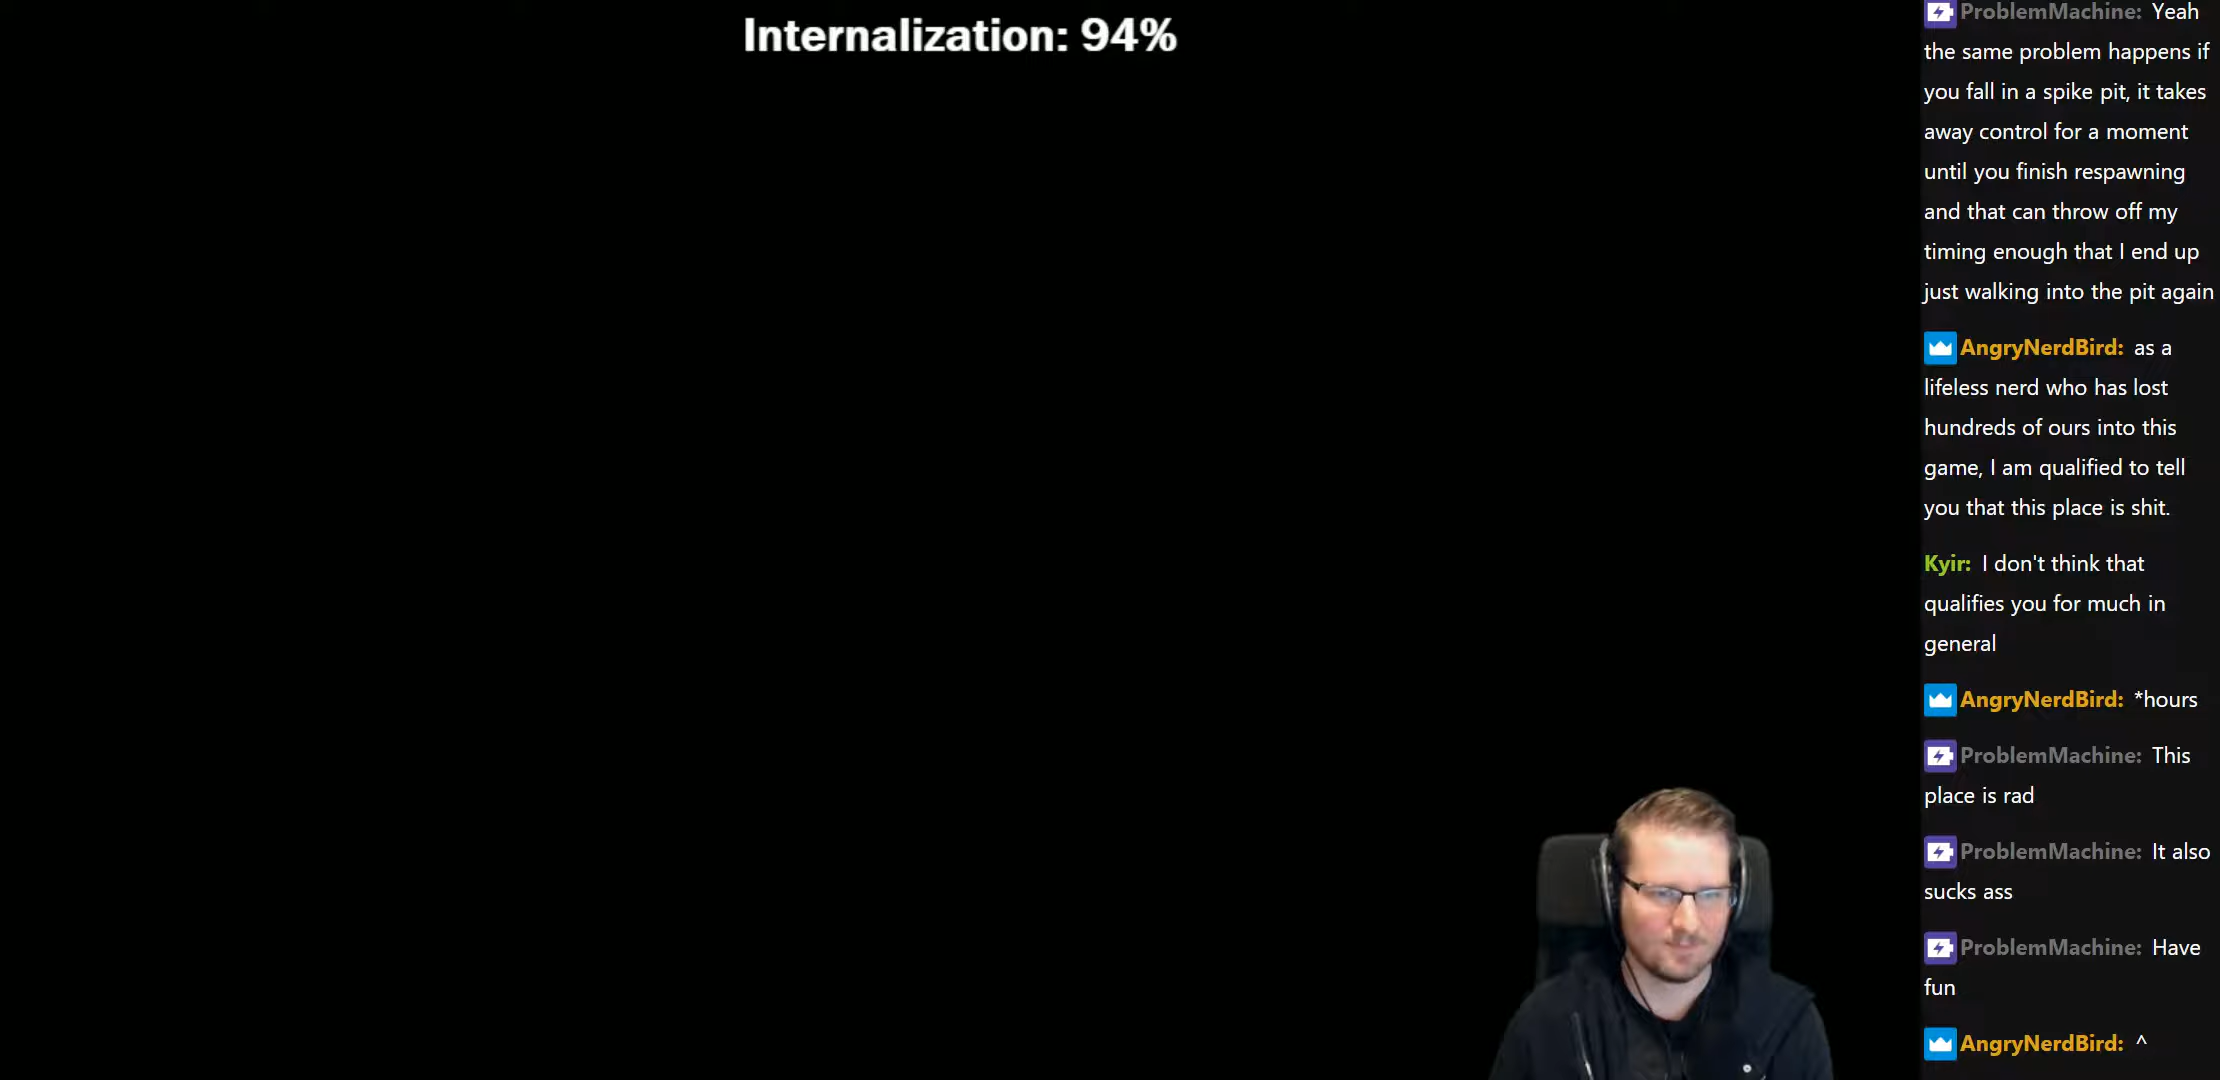 Internalization: 94%
ProblemMachine: Yeah
the same problem happens if
you fall in a spike pit, it takes
away control for a moment
until you finish respawning
and that can throw off my
timing enough that I end up
just walking into the pit again
AngryNerdBird: as a
lifeless nerd who has lost
hundreds of ours into this
game, I am qualified to tell
you that this place is shit.
Kyir: I don't think that
qualifies you for much in
general
AngryNerdBird: *hours
ProblemMachine: This
place is rad
ProblemMachine: It also
sucks ass
ProblemMachine: Have
fun
AngryNerdBird: ^